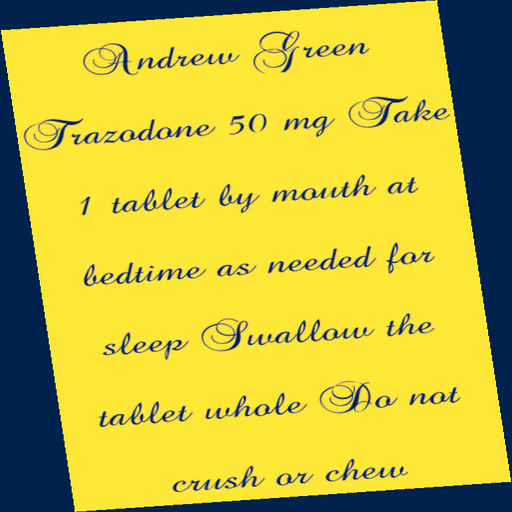 Andrew Green
Trazodone 50 mg Take
1 tablet by mouth at
bedtime as needed for
sleep Swallow the
tablet whole Do not
crush or chew